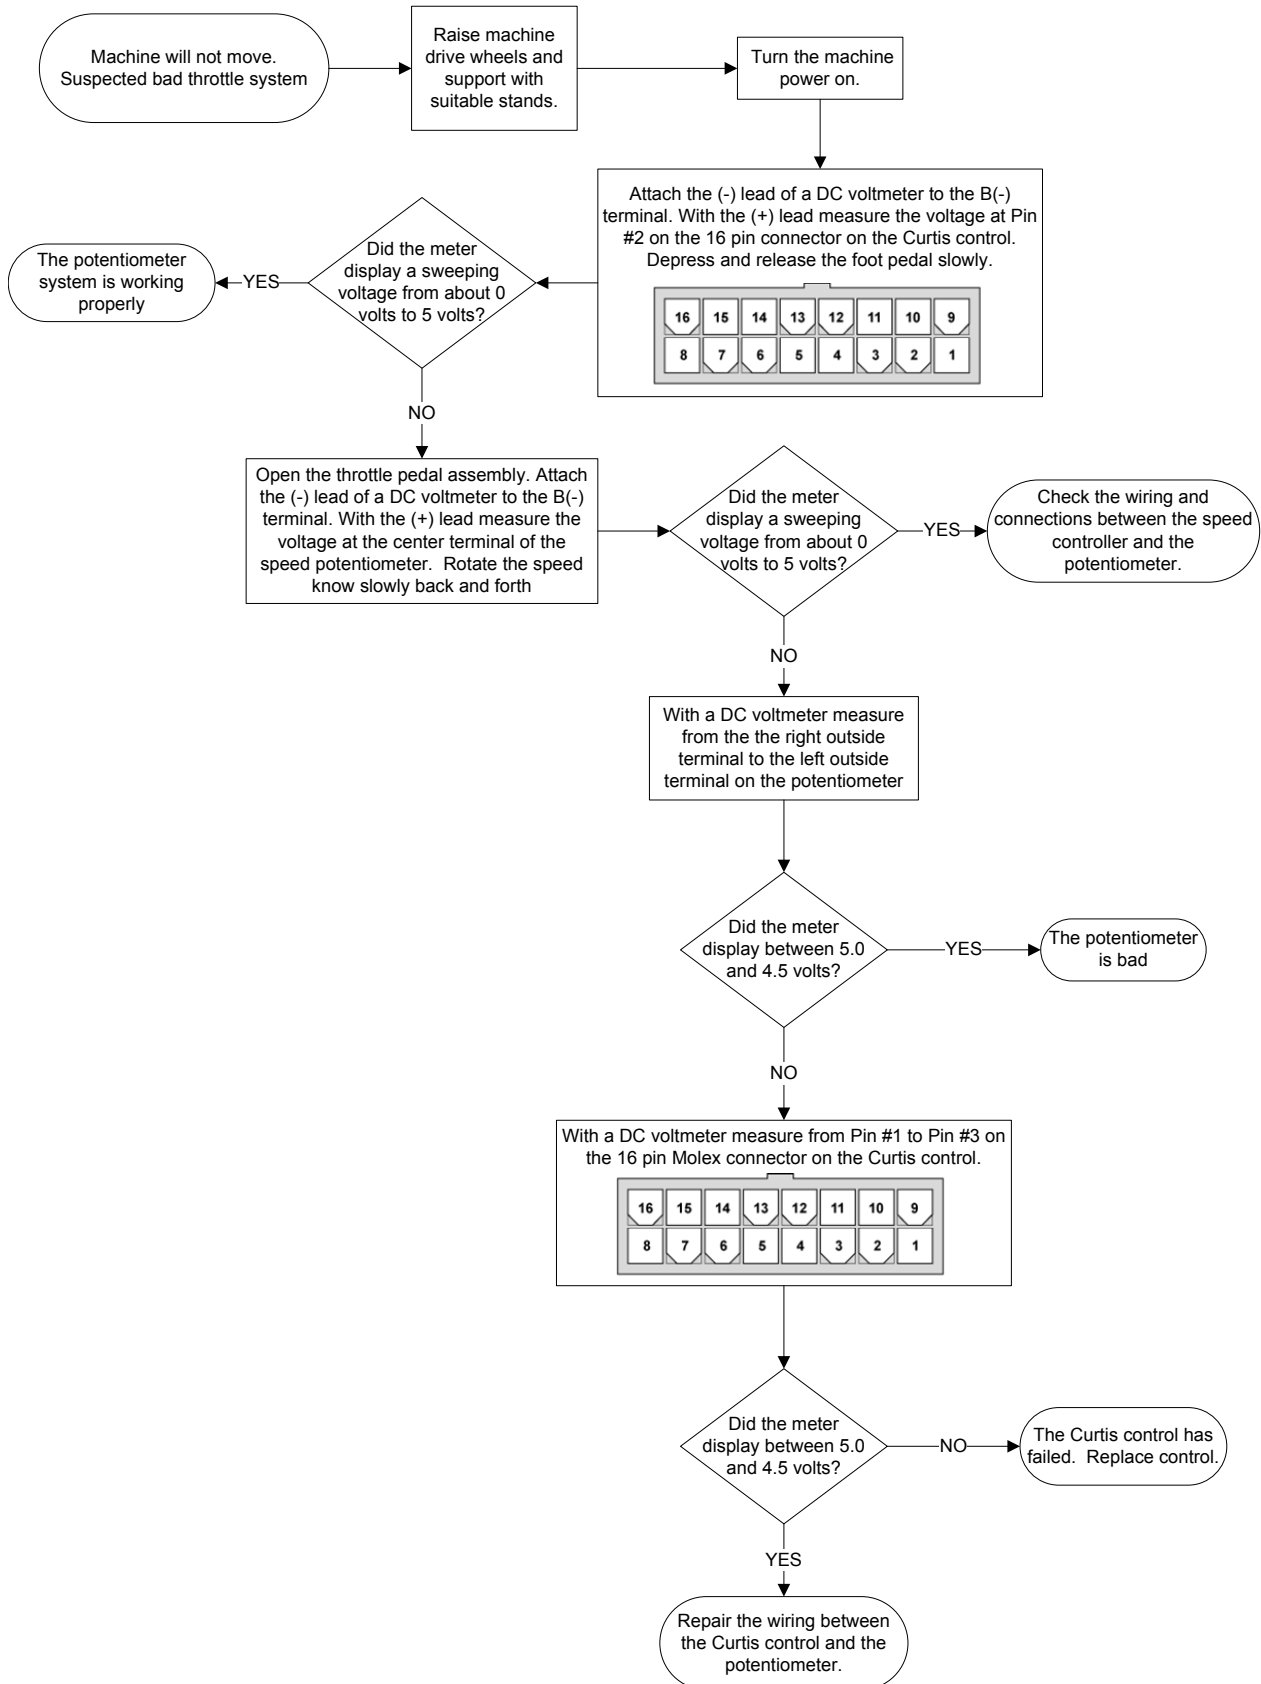 Machine will not move.
Suspected bad throttle system
Raise machine
drive wheels and
support with
suitable stands.
Turn the machine
power on.
Attach the (-) lead of a DC voltmeter to the B(-)
terminal. With the (+) lead measure the voltage at Pin
#2 on the 16 pin connector on the Curtis control.
Depress and release the foot pedal slowly.
16 15 14 13 12 11 10 9
8 7 6 5 4 3 2 1
Did the meter
display a sweeping
voltage from about 0
volts to 5 volts?
YES
The potentiometer
system is working
properly
NO
Open the throttle pedal assembly. Attach
the (-) lead of a DC voltmeter to the B(-)
terminal. With the (+) lead measure the
voltage at the center terminal of the
speed potentiometer.  Rotate the speed
know slowly back and forth
Did the meter
display a sweeping
voltage from about 0
volts to 5 volts?
YES
Check the wiring and
connections between the speed
controller and the
potentiometer.
NO
With a DC voltmeter measure
from the the right outside
terminal to the left outside
terminal on the potentiometer
Did the meter
display between 5.0
and 4.5 volts?
YES
The potentiometer
is bad
NO
With a DC voltmeter measure from Pin #1 to Pin #3 on
the 16 pin Molex connector on the Curtis control.
16 15 14 13 12 11 10 9
8 7 6 5 4 3 2 1
Did the meter
display between 5.0
and 4.5 volts?
NO
The Curtis control has
failed.  Replace control.
YES
Repair the wiring between
the Curtis control and the
potentiometer.